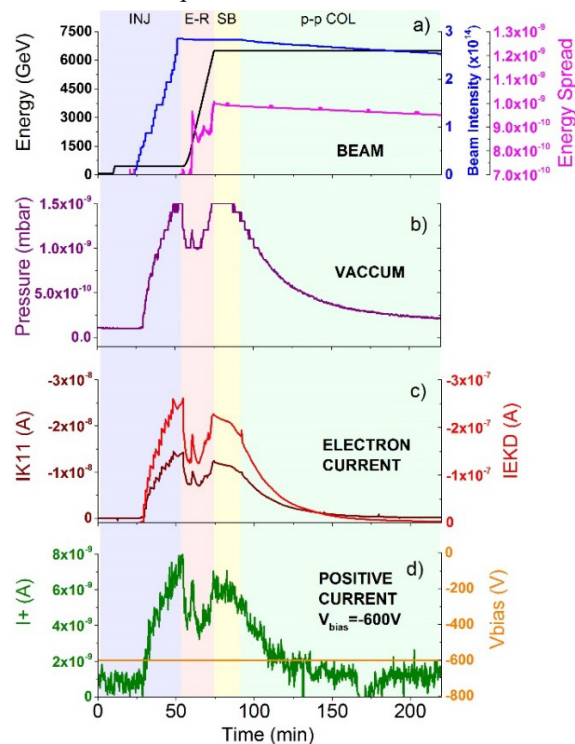 INJ E-R SB p-p COL
a)
7500
6000
4500
3000
1500
0
Energy (GeV)
3
2
1
0
Beam Intensity (x10¹⁴)
1.3x10⁻⁹
1.2x10⁻⁹
1.1x10⁻⁹
1.0x10⁻⁹
9.0x10⁻¹⁰
8.0x10⁻¹⁰
7.0x10⁻¹⁰
Energy Spread
BEAM
b)
1.5x10⁻⁹
1.0x10⁻⁹
5.0x10⁻¹⁰
0.0
Pressure (mbar)
VACCUM
c)
-3x10⁻⁸
-2x10⁻⁸
-1x10⁻⁸
0
IK11 (A)
-3x10⁻⁷
-2x10⁻⁷
-1x10⁻⁷
0
IEKD (A)
ELECTRON
CURRENT
d)
8x10⁻⁹
6x10⁻⁹
4x10⁻⁹
2x10⁻⁹
0
I+ (A)
0
-200
-400
-600
-800
Vbias (V)
POSITIVE
CURRENT
V_bias=-600V
0 50 100 150 200
Time (min)